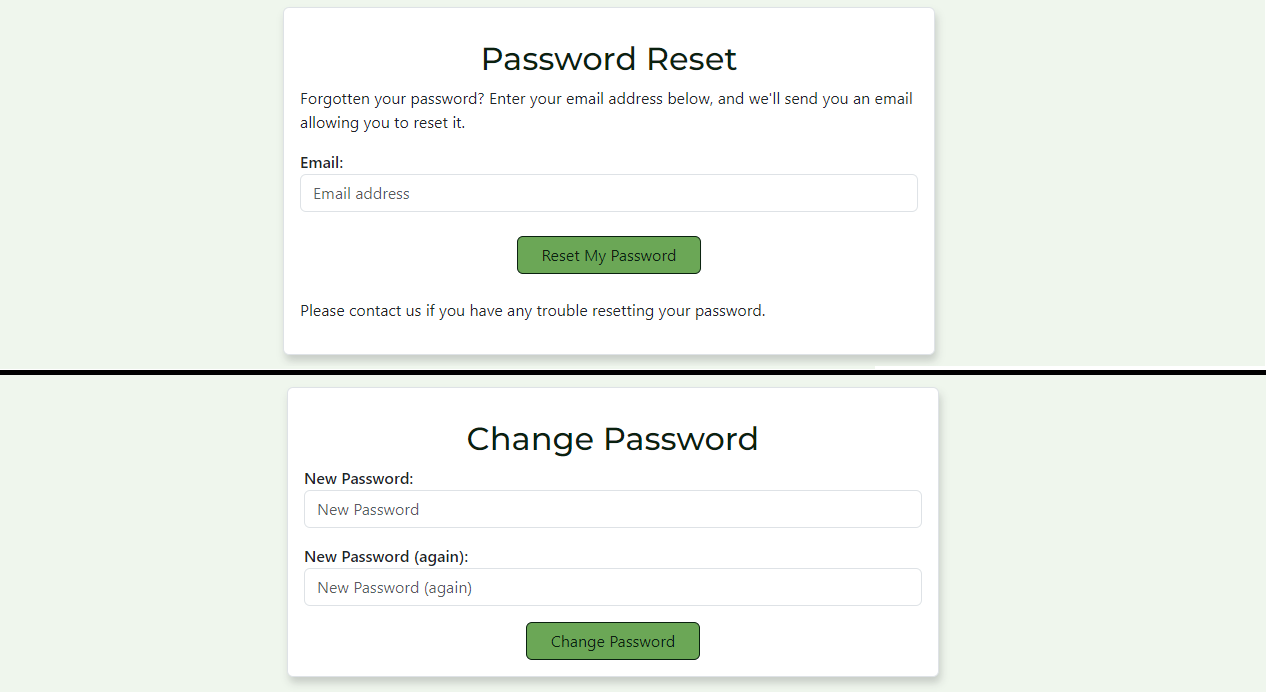 Password Reset
Forgotten your password? Enter your email address below, and we'll send you an email
allowing you to reset it.
Email:
Email address
Reset My Password
Please contact us if you have any trouble resetting your password.
Change Password
New Password:
New Password
New Password (again):
New Password (again)
Change Password